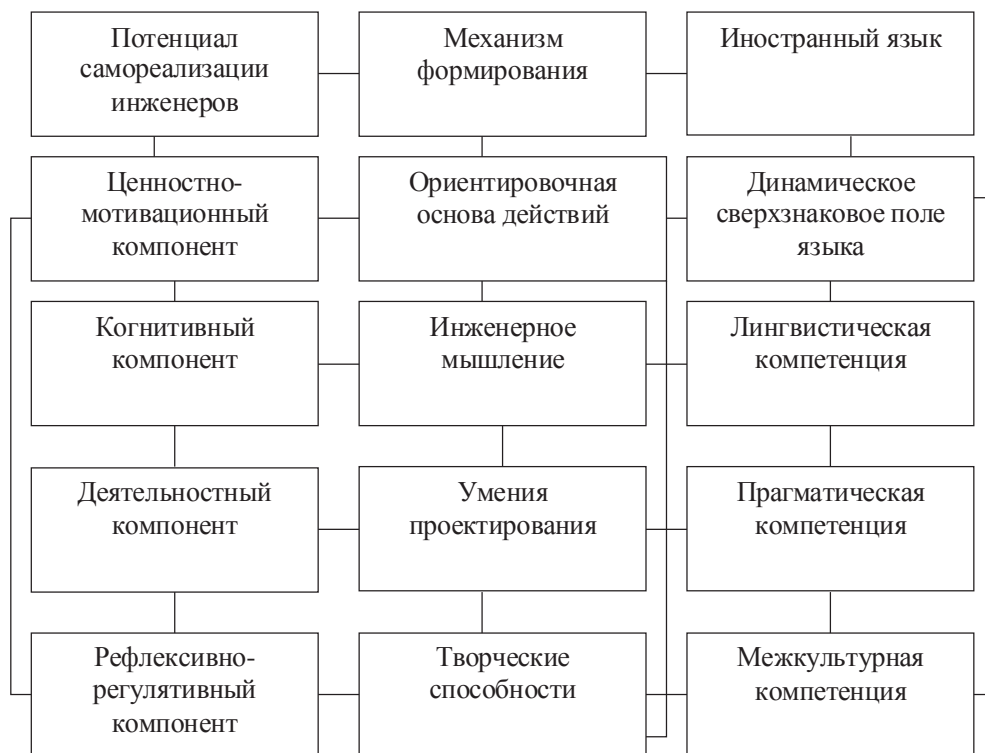 Потенциал
самореализации
инженеров
Механизм
формирования
Иностранный язык
Ценностно-
мотивационный
компонент
Ориентировочная
основа действий
Динамическое
сверхзнаковое поле
языка
Когнитивный
компонент
Инженерное
мышление
Лингвистическая
компетенция
Деятельностный
компонент
Умения
проектирования
Прагматическая
компетенция
Рефлексивно-
регулятивный
компонент
Творческие
способности
Межкультурная
компетенция